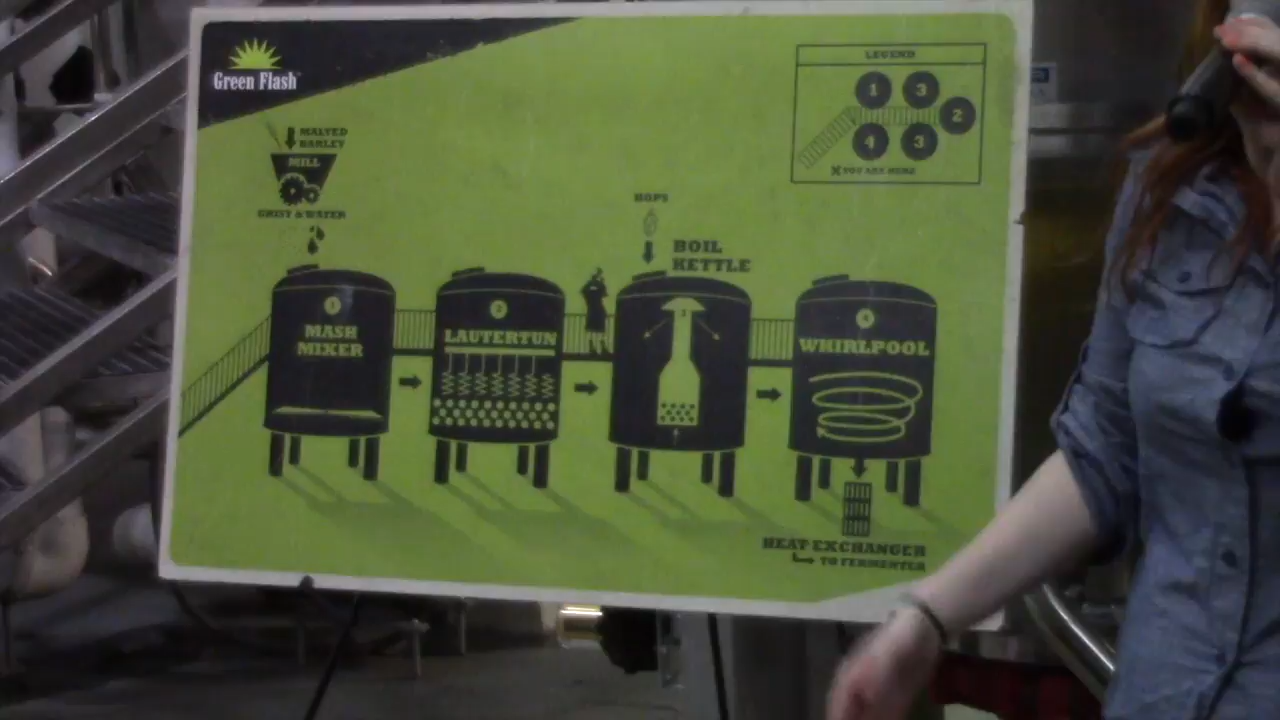 Green Flash
LEGEND
1
3
2
4
3
X YOU ARE HERE
MALTED
BARLEY
MILL
GRIST & WATER
HOPS
BOIL
KETTLE
1
MASH
MIXER
2
LAUTERTUN
3
4
WHIRLPOOL
HEAT EXCHANGER
TO FERMENTER